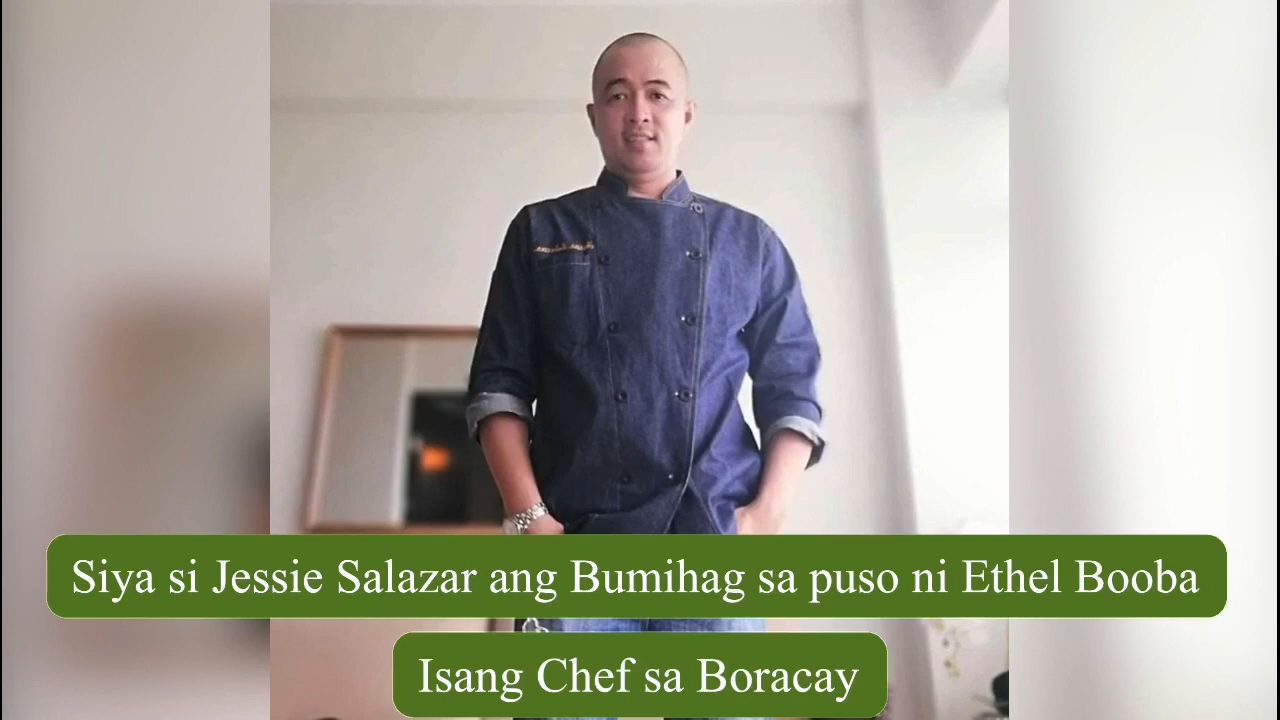 Siya si Jessie Salazar ang Bumihag sa puso ni Ethel Booba
Isang Chef sa Boracay